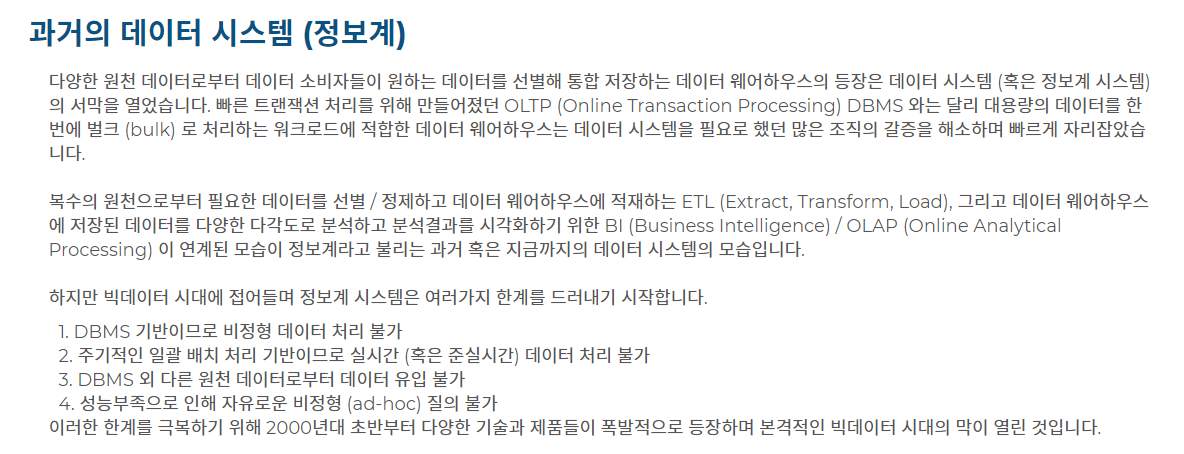 과거의 데이터 시스템 (정보계)
다양한 원천 데이터로부터 데이터 소비자들이 원하는 데이터를 선별해 통합 저장하는 데이터 웨어하우스의 등장은 데이터 시스템 (혹은 정보계 시스템)
의 서막을 열었습니다. 빠른 트랜잭션 처리를 위해 만들어졌던 OLTP (Online Transaction Processing) DBMS 와는 달리 대용량의 데이터를 한
번에 벌크 (bulk) 로 처리하는 워크로드에 적합한 데이터 웨어하우스는 데이터 시스템을 필요로 했던 많은 조직의 갈증을 해소하며 빠르게 자리잡았습
니다.
복수의 원천으로부터 필요한 데이터를 선별 / 정제하고 데이터 웨어하우스에 적재하는 ETL (Extract, Transform, Load), 그리고 데이터 웨어하우스
에 저장된 데이터를 다양한 다각도로 분석하고 분석결과를 시각화하기 위한 BI (Business Intelligence) / OLAP (Online Analytical
Processing) 이 연계된 모습이 정보계라고 불리는 과거 혹은 지금까지의 데이터 시스템의 모습입니다.
하지만 빅데이터 시대에 접어들며 정보계 시스템은 여러가지 한계를 드러내기 시작합니다.
1. DBMS 기반이므로 비정형 데이터 처리 불가
2. 주기적인 일괄 배치 처리 기반이므로 실시간 (혹은 준실시간) 데이터 처리 불가
3. DBMS 외 다른 원천 데이터로부터 데이터 유입 불가
4. 성능부족으로 인해 자유로운 비정형 (ad-hoc) 질의 불가
이러한 한계를 극복하기 위해 2000년대 초반부터 다양한 기술과 제품들이 폭발적으로 등장하며 본격적인 빅데이터 시대의 막이 열린 것입니다.